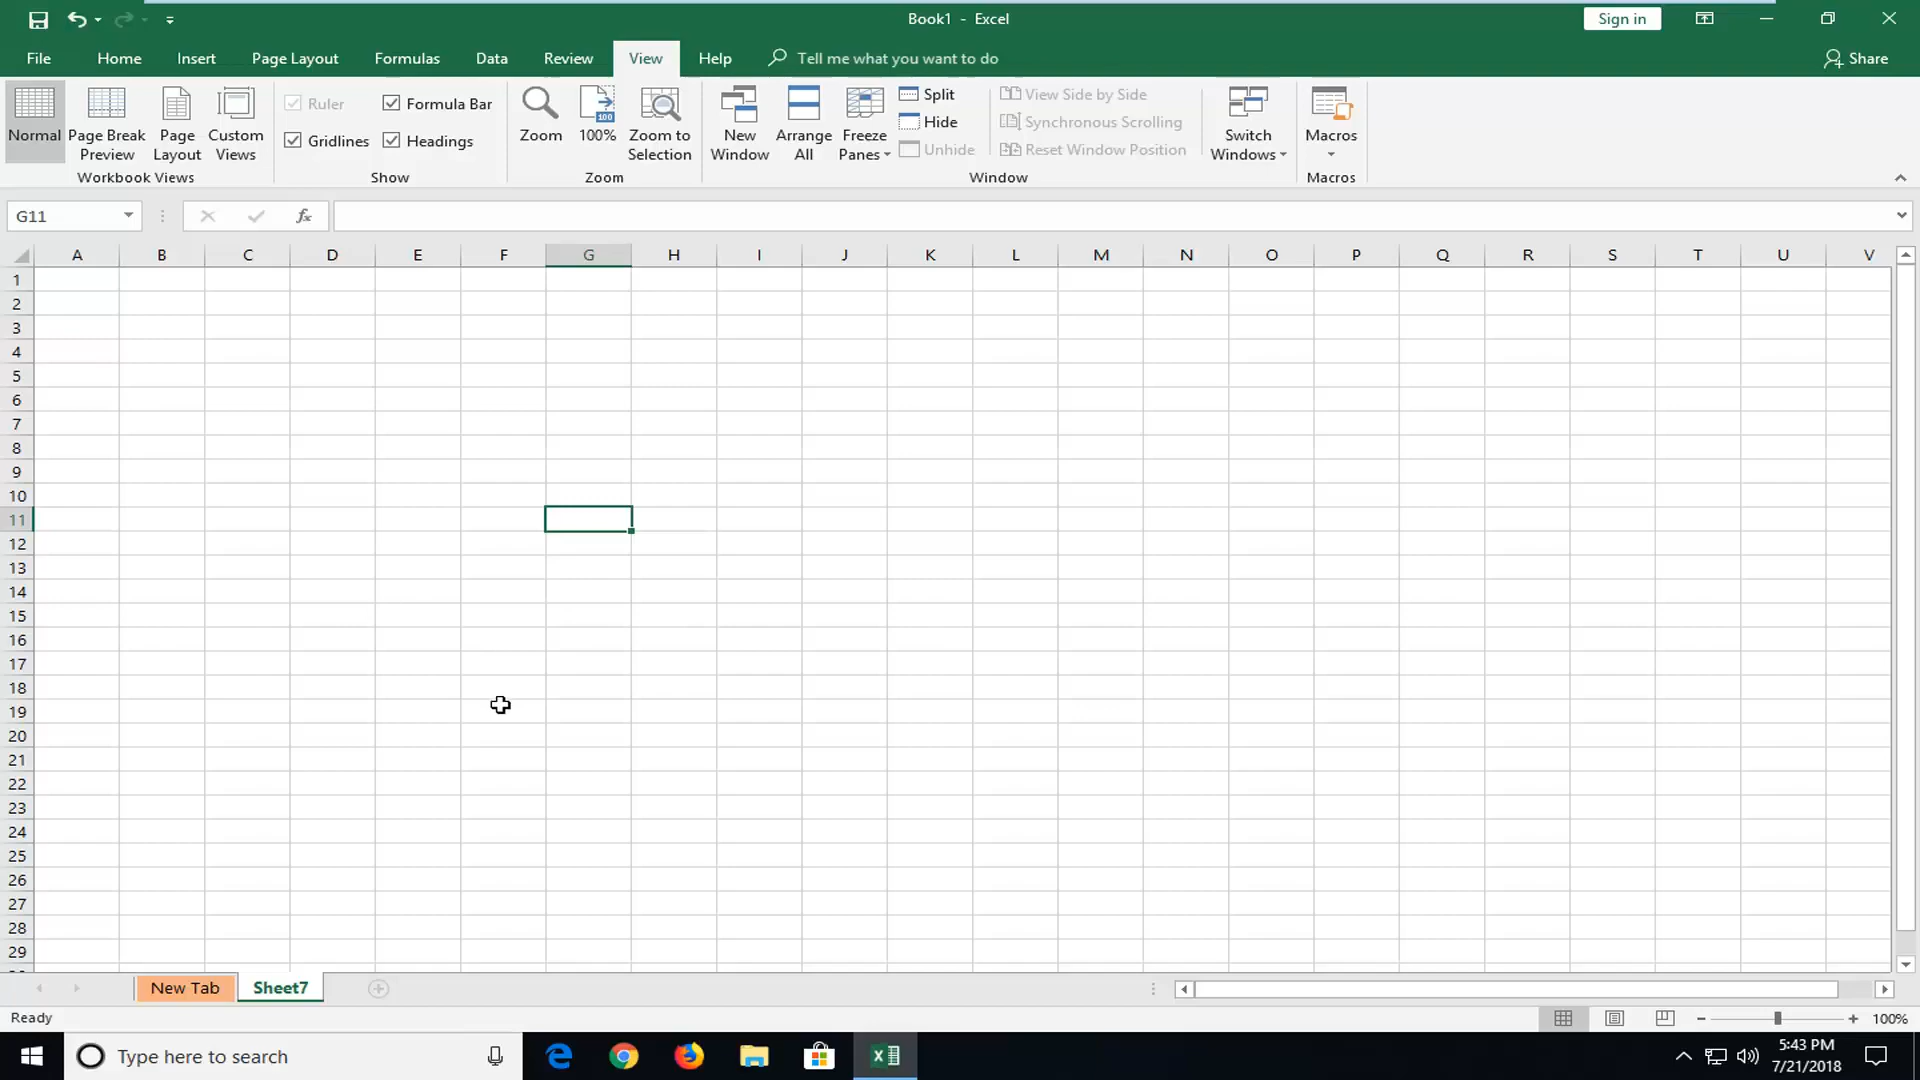 Book1 - Excel
Sign in
File Home Insert Page Layout Formulas Data Review View Help Tell me what you want to do Share
Normal
Page Break Preview
Page Layout
Custom Views
Workbook Views
Ruler
Formula Bar
Gridlines
Headings
Show
Zoom
100
100%
Zoom to Selection
Zoom
New Window
Arrange All
Freeze Panes
Split
Hide
Unhide
View Side by Side
Synchronous Scrolling
Reset Window Position
Window
Switch Windows
Macros
Macros
G11
fx
A B C D E F G H I J K L M N O P Q R S T U V
1
2
3
4
5
6
7
8
9
10
11
12
13
14
15
16
17
18
19
20
21
22
23
24
25
26
27
28
29
New Tab Sheet7
Ready
100%
Type here to search
5:43 PM
7/21/2018